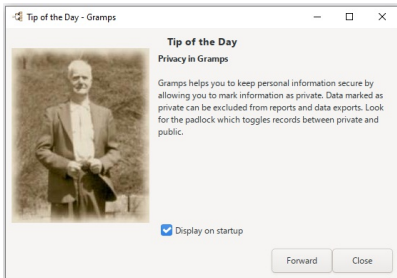 Tip of the Day - Gramps
Tip of the Day
Privacy in Gramps
Gramps helps you to keep personal information secure by
allowing you to mark information as private. Data marked as
private can be excluded from reports and data exports. Look
for the padlock which toggles records between private and
public.
Display on startup
Forward
Close